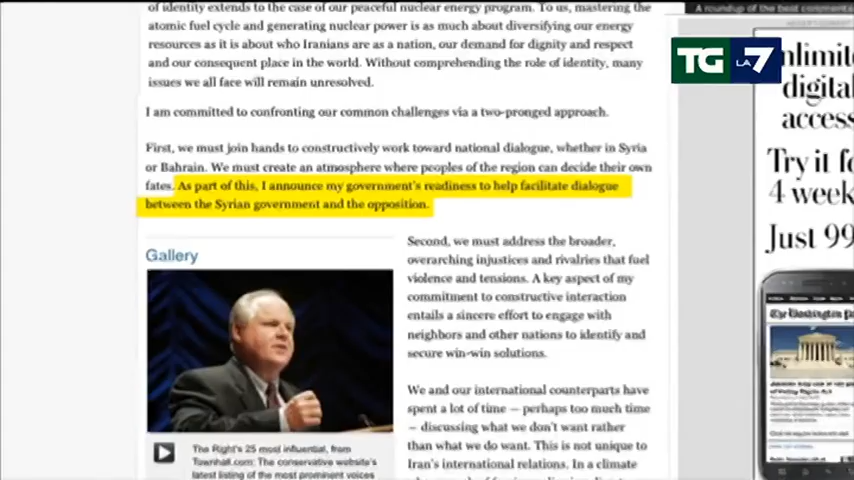 of identity extends to the case of our peaceful nuclear energy program. To us, mastering the
atomic fuel cycle and generating nuclear power is as much about diversifying our energy
resources as it is about who Iranians are as a nation, our demand for dignity and respect
and our consequent place in the world. Without comprehending the role of identity, many
issues we all face will remain unresolved.
I am committed to confronting our common challenges via a two-pronged approach.
First, we must join hands to constructively work toward national dialogue, whether in Syria
or Bahrain. We must create an atmosphere where peoples of the region can decide their own
fates. As part of this, I announce my government's readiness to help facilitate dialogue
between the Syrian government and the opposition.
Gallery
The Right's 25 most influential, from
Townhall.com: The conservative website's
latest listing of the most prominent voices
Second, we must address the broader,
overarching injustices and rivalries that fuel
violence and tensions. A key aspect of my
commitment to constructive interaction
entails a sincere effort to engage with
neighbors and other nations to identify and
secure win-win solutions.
We and our international counterparts have
spent a lot of time — perhaps too much time
— discussing what we don't want rather
than what we do want. This is not unique to
Iran's international relations. In a climate
A roundup of the best comment
ADVERTISEMENT
TG LA 7
nlimite
digital
access
Try it fo
4 week
Just 99
The Washington